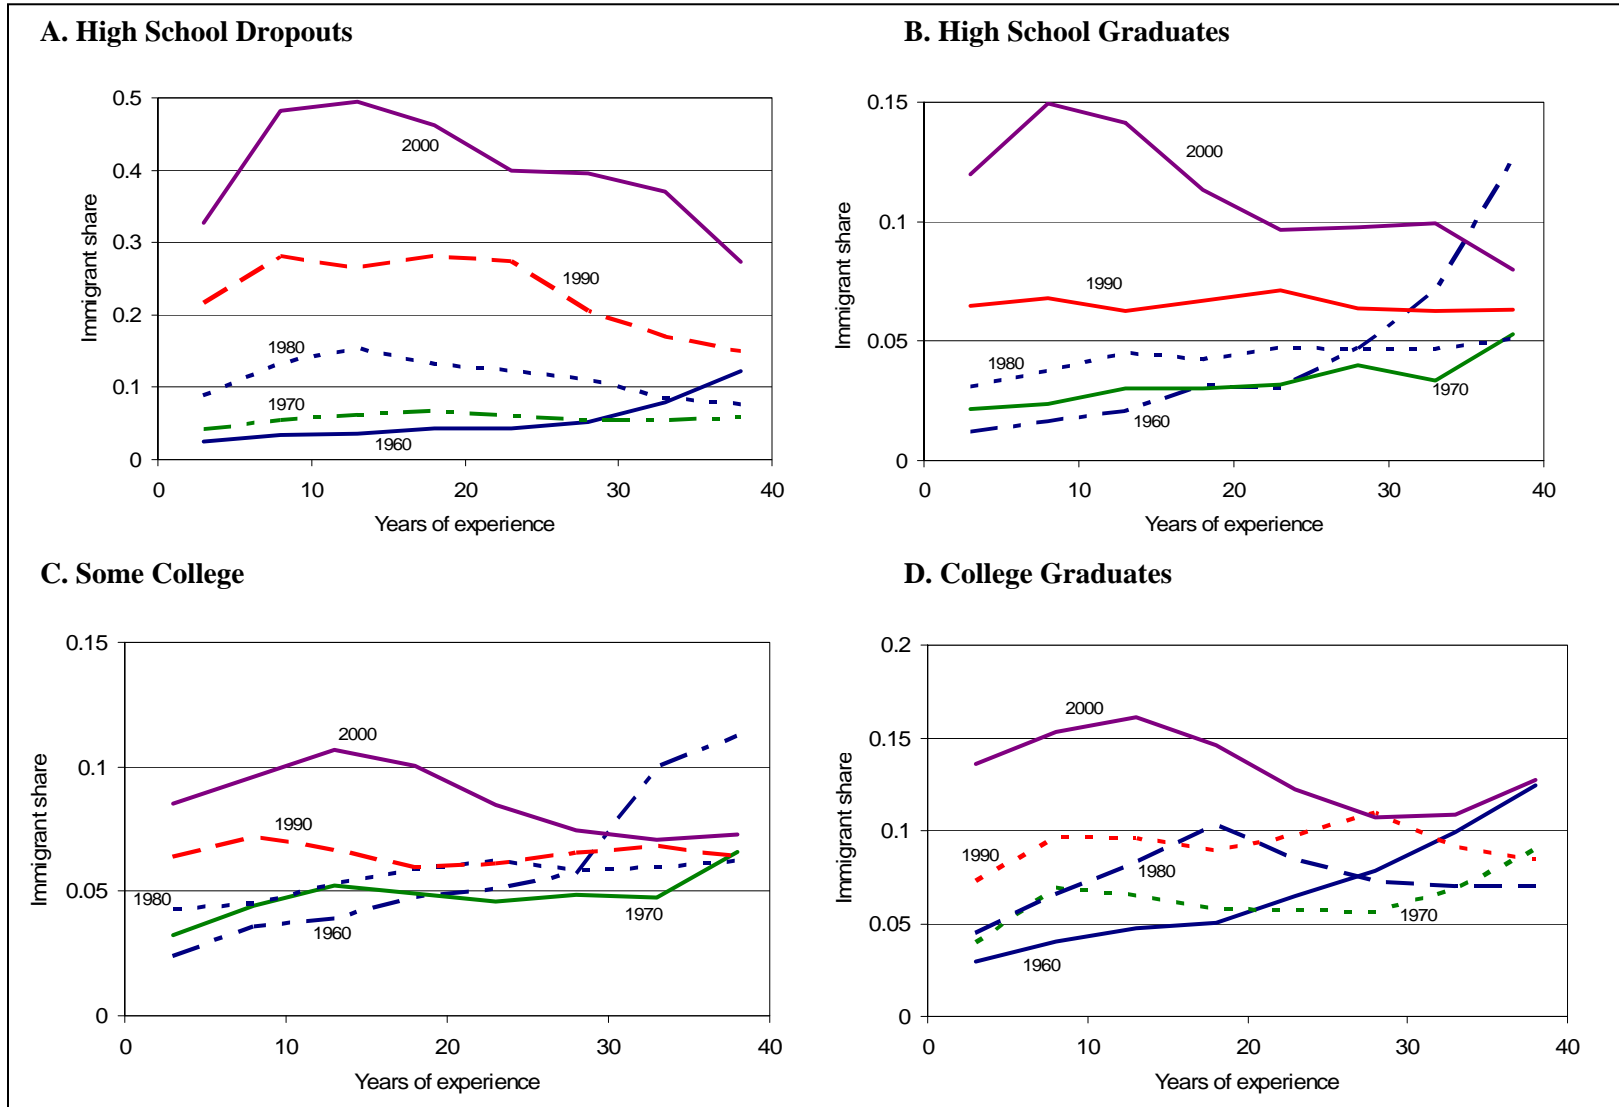 A. High School Dropouts
0.5
0.4
0.3
0.2
0.1
0
Immigrant share
2000
1990
1980
1970
1960
0 10 20 30 40
Years of experience
B. High School Graduates
0.15
0.1
0.05
0
Immigrant share
2000
1990
1980
1970
1960
0 10 20 30 40
Years of experience
C. Some College
0.15
0.1
0.05
0
Immigrant share
2000
1990
1980
1970
1960
0 10 20 30 40
Years of experience
D. College Graduates
0.2
0.15
0.1
0.05
0
Immigrant share
2000
1990
1980
1970
1960
0 10 20 30 40
Years of experience